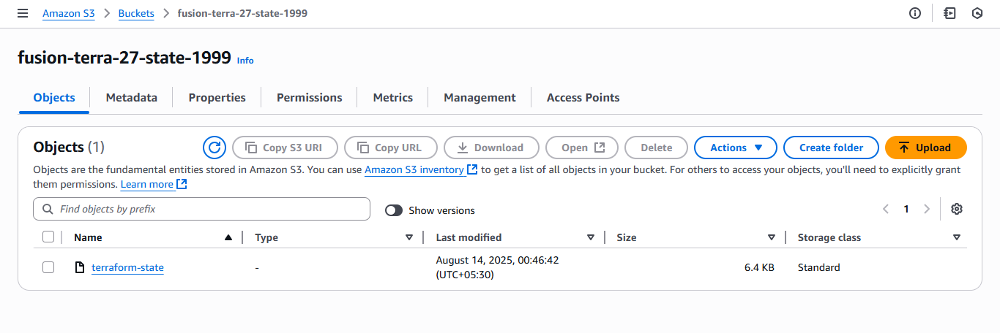 Amazon S3 > Buckets > fusion-terra-27-state-1999
fusion-terra-27-state-1999 Info
Objects Metadata Properties Permissions Metrics Management Access Points
Objects (1) Copy S3 URI Copy URL Download Open Delete Actions Create folder Upload
Objects are the fundamental entities stored in Amazon S3. You can use Amazon S3 inventory to get a list of all objects in your bucket. For others to access your objects, you'll need to explicitly grant
them permissions. Learn more
Find objects by prefix Show versions 1
Name Type Last modified Size Storage class
terraform-state - August 14, 2025, 00:46:42 6.4 KB Standard
(UTC+05:30)